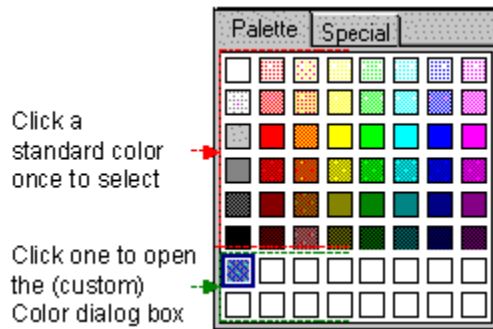 Palette Special
Click a
standard color
once to select
Click one to open
the (custom)
Color dialog box